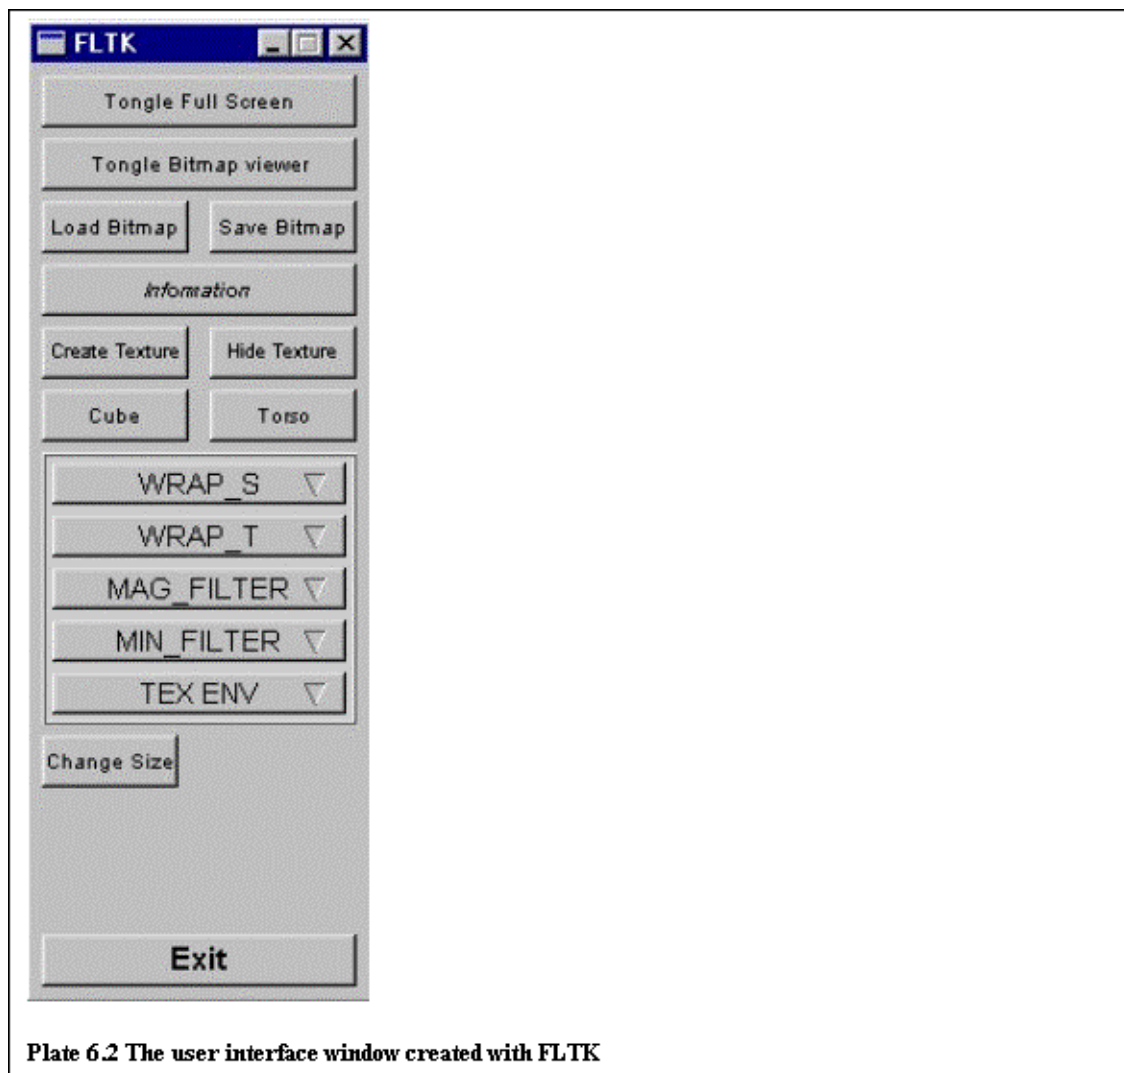 FLTK
Tongle Full Screen
Tongle Bitmap viewer
Load Bitmap Save Bitmap
Information
Create Texture Hide Texture
Cube Torso
WRAP_S
WRAP_T
MAG_FILTER
MIN_FILTER
TEX ENV
Change Size
Exit
Plate 6.2 The user interface window created with FLTK